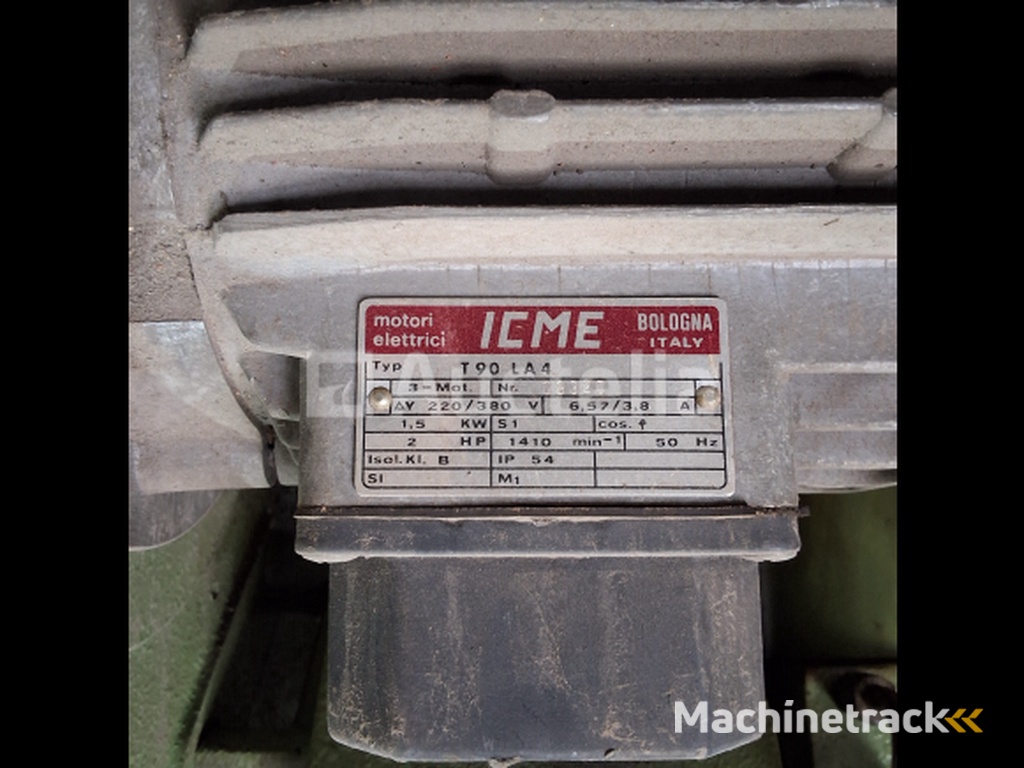 motori elettrici ICME BOLOGNA ITALY
Typ T90 LA4
3-Mot. Nr.
ΔY 220/380 V 6,57/3,8 A
1,5 KW S1 cos. φ
2 HP 1410 min-1 50 Hz
Isol. Kl. B IP 54
SI M1
Machinetrack